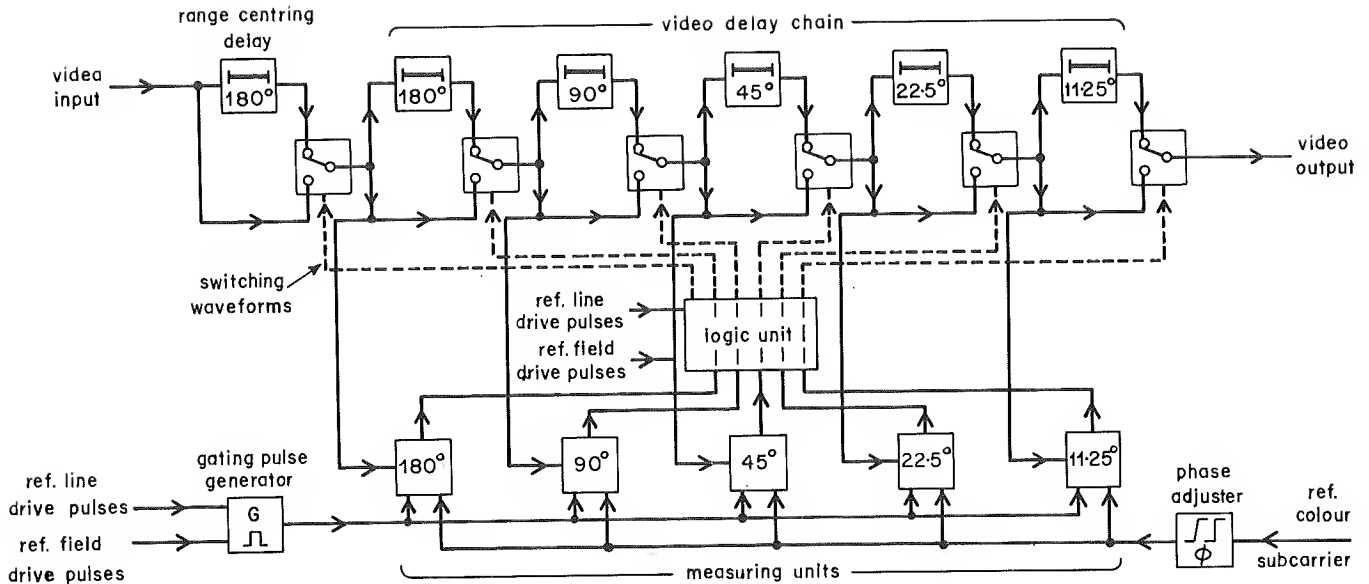 range centring
delay
video delay chain
videa
input
180°
180°
90°
45°
22·5°
11·25°
video
output
switching
waveforms
ref. line
drive pulses
ref. field
drive pulses
logic unit
180°
90°
45°
22·5°
11·25°
gating pulse
generator
ref. line
drive pulses
ref. field
drive pulses
G
phase
adjuster
ϕ
ref.
colour
subcarrier
measuring units